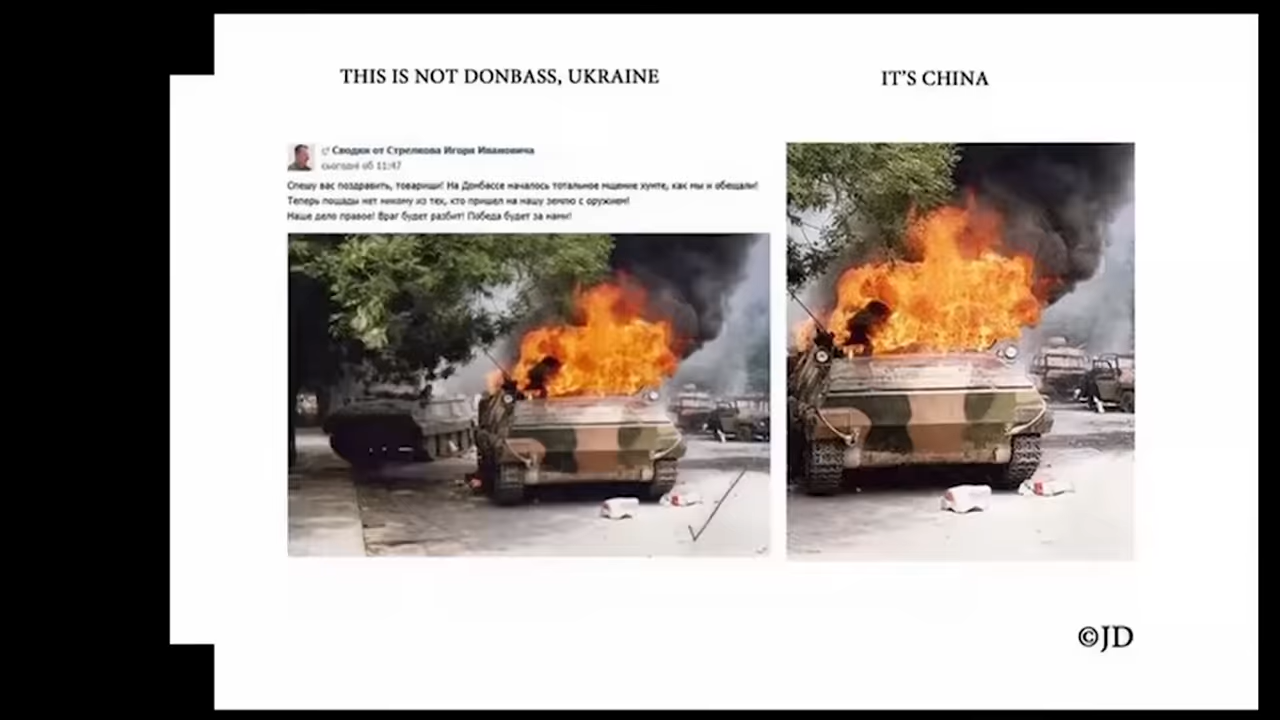 THIS IS NOT DONBASS, UKRAINE
IT'S CHINA
Сводки от Стрелкова Игоря Ивановича
сьогодні об 11:47
Спешу вас поздравить, товарищи! На Донбассе началось тотальное мщение хунте, как мы и обещали!
Теперь пощады нет никому из тех, кто пришел на нашу землю с оружием!
Наше дело правое! Враг будет разбит! Победа будет за нами!
©JD